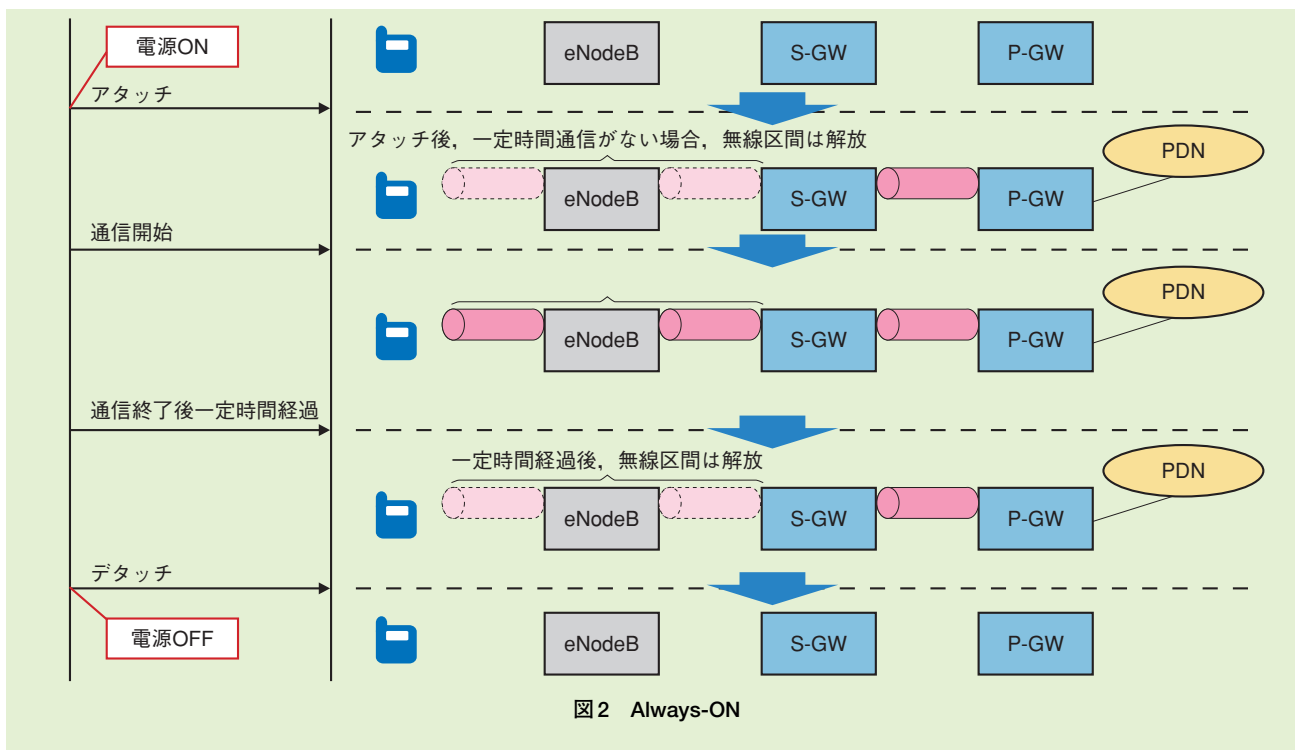 電源ON
eNodeB
S-GW
P-GW
アタッチ
アタッチ後，一定時間通信がない場合，無線区間は解放
PDN
eNodeB
S-GW
P-GW
通信開始
PDN
eNodeB
S-GW
P-GW
通信終了後一定時間経過
一定時間経過後，無線区間は解放
PDN
eNodeB
S-GW
P-GW
デタッチ
電源OFF
eNodeB
S-GW
P-GW
図2 Always-ON